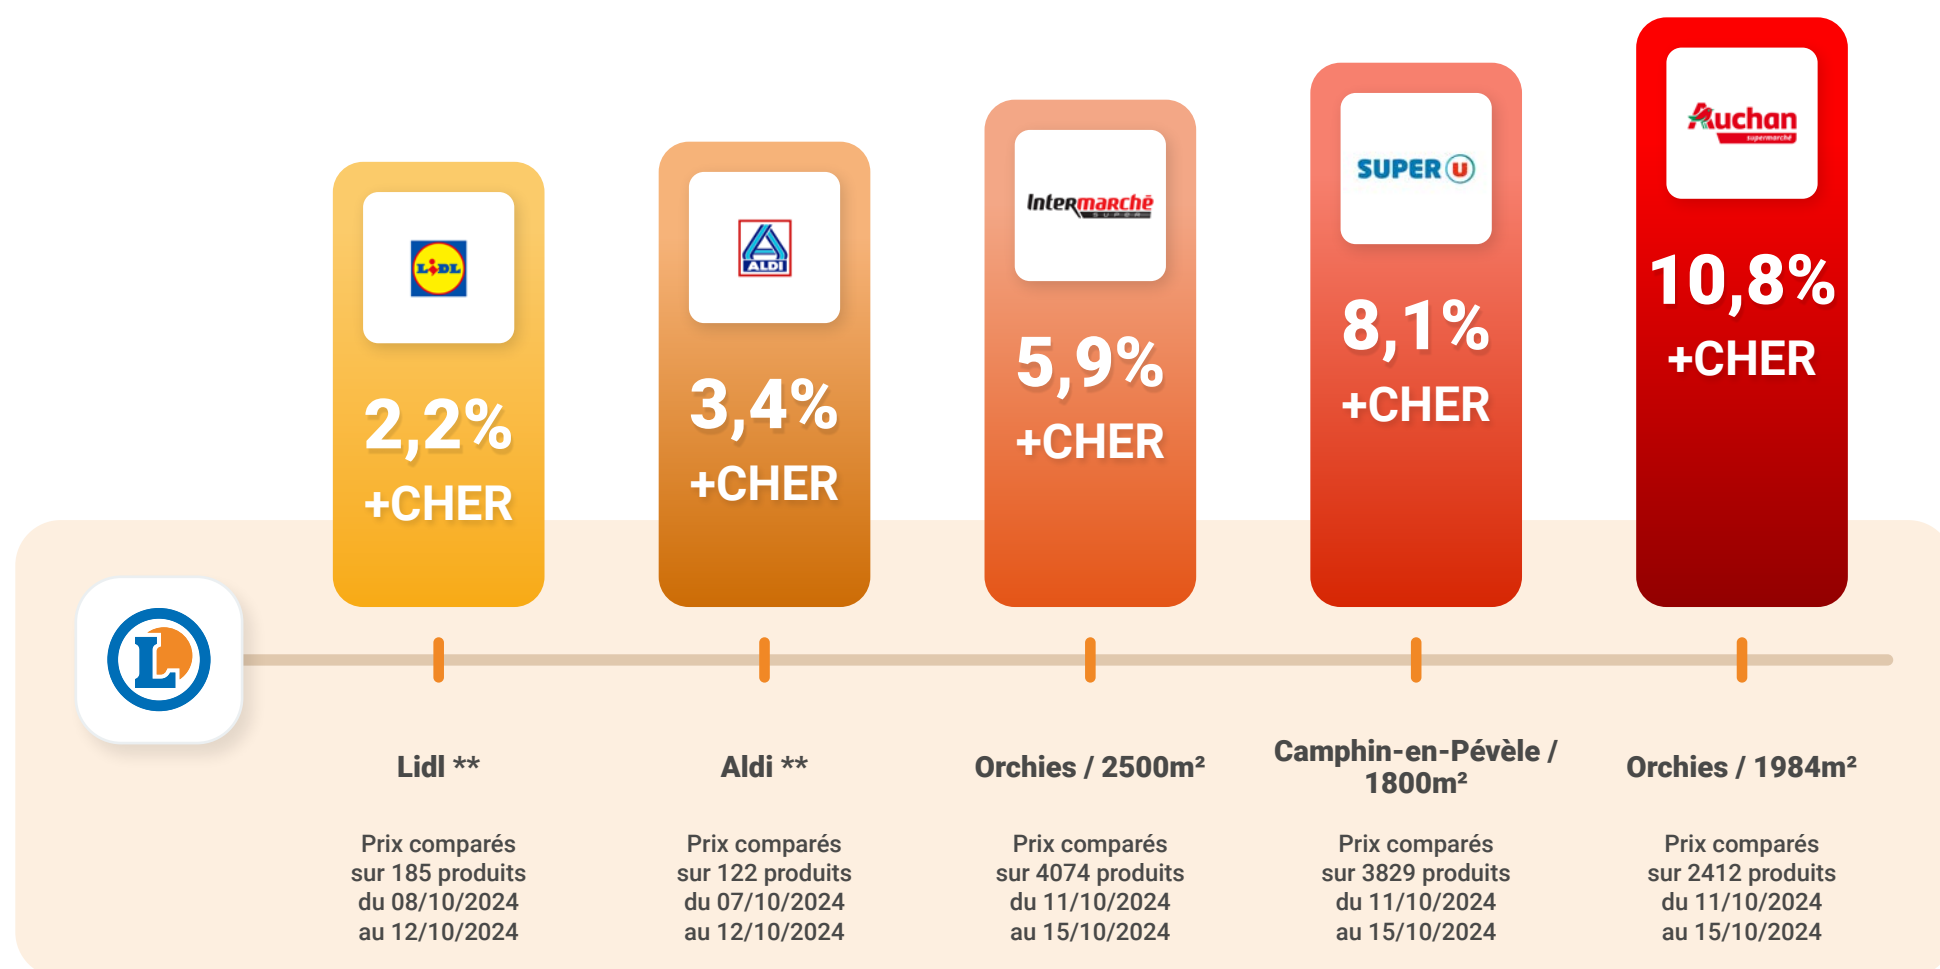 LIDL
2,2%
+CHER
ALDI
3,4%
+CHER
Intermarchē
SUPER
5,9%
+CHER
SUPER U
8,1%
+CHER
Auchan
supermarché
10,8%
+CHER
L
Lidl **
Prix comparés
sur 185 produits
du 08/10/2024
au 12/10/2024
Aldi **
Prix comparés
sur 122 produits
du 07/10/2024
au 12/10/2024
Orchies / 2500m²
Prix comparés
sur 4074 produits
du 11/10/2024
au 15/10/2024
Camphin-en-Pévèle /
1800m²
Prix comparés
sur 3829 produits
du 11/10/2024
au 15/10/2024
Orchies / 1984m²
Prix comparés
sur 2412 produits
du 11/10/2024
au 15/10/2024